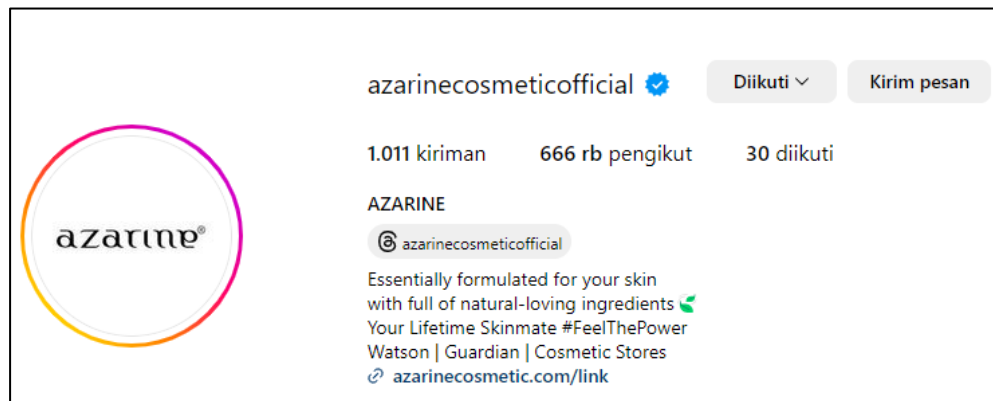 azarinecosmeticofficial Diikuti Kirim pesan
1.011 kiriman 666 rb pengikut 30 diikuti
azarine®
AZARINE
azarinecosmeticofficial
Essentially formulated for your skin
with full of natural-loving ingredients
Your Lifetime Skinmate #FeelThePower
Watson | Guardian | Cosmetic Stores
azarinecosmetic.com/link